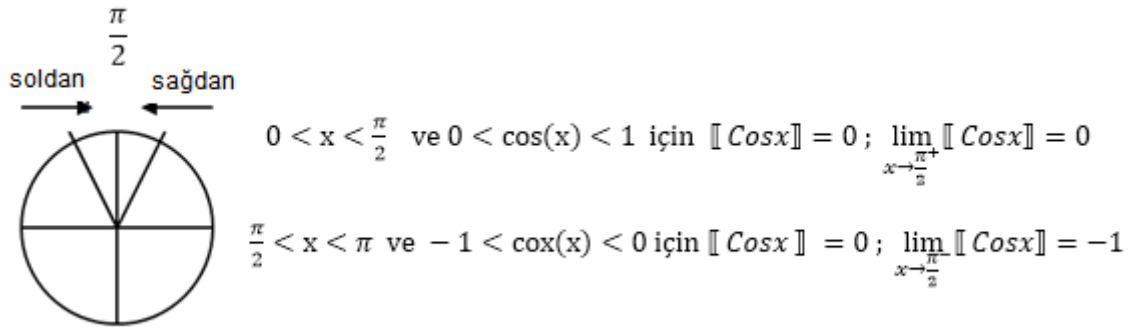 π/2
soldan sağdan
0 < x < π/2 ve 0 < cos(x) < 1 için ⟦ Cosx⟧ = 0 ; lim x→π/2⁺ ⟦ Cosx⟧ = 0
π/2 < x < π ve − 1 < cox(x) < 0 için ⟦ Cosx ⟧ = 0 ; lim x→π/2⁻ ⟦ Cosx⟧ = −1